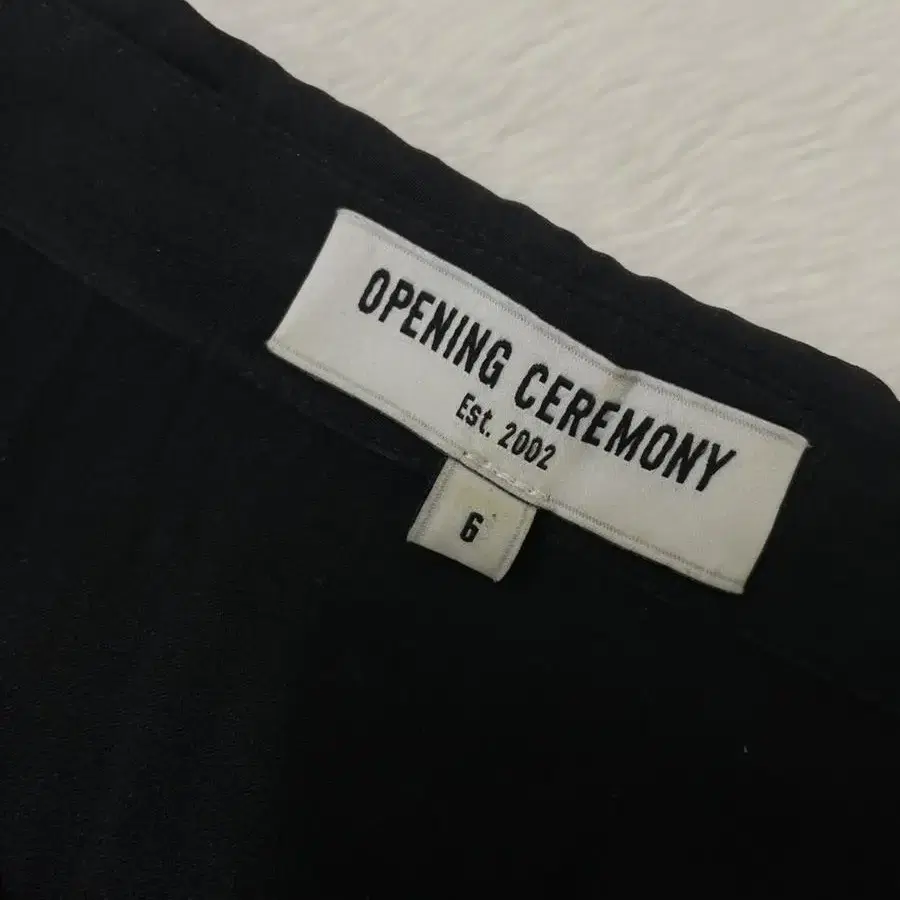 OPENING CEREMONY
Est. 2002
6